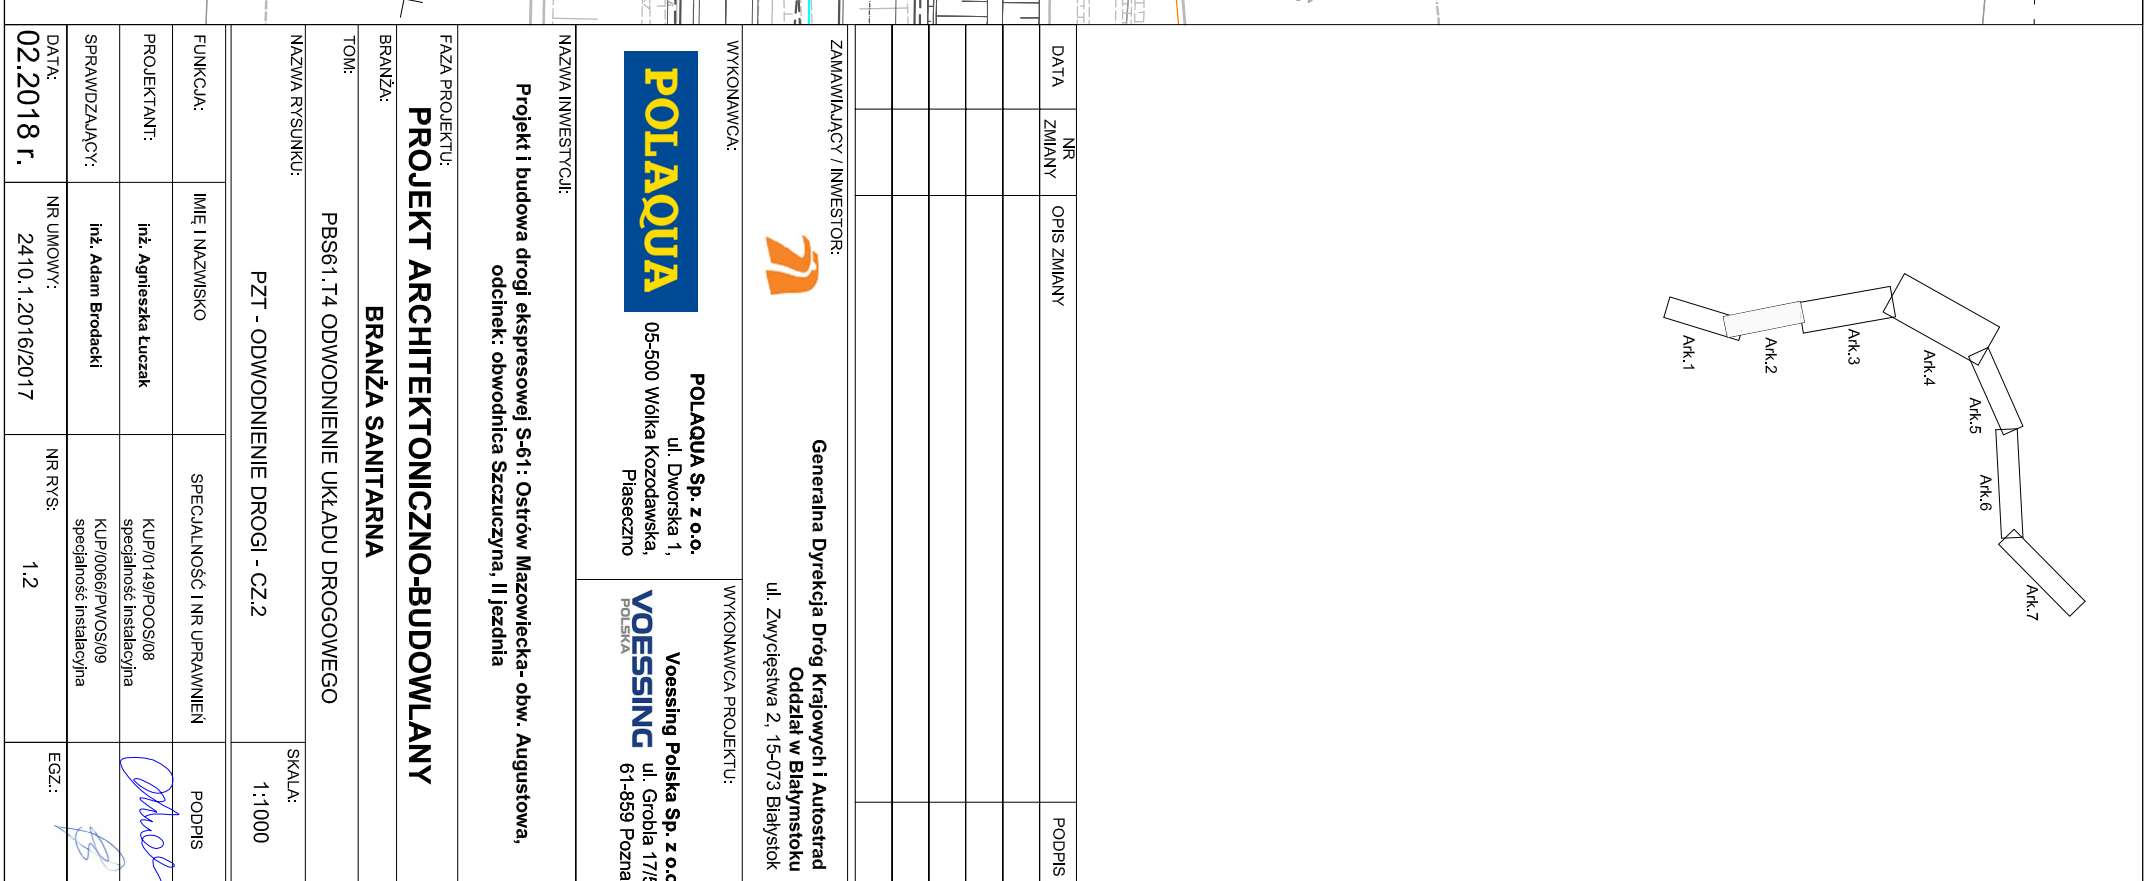 Ark.1
Ark.2
Ark.3
Ark.4
Ark.5
Ark.6
Ark.7
DATA
NR
ZMIANY
OPIS ZMIANY
PODPIS
ZAMAWIAJĄCY / INWESTOR:
Generalna Dyrekcja Dróg Krajowych i Autostrad
Oddział w Białymstoku
ul. Zwycięstwa 2, 15-073 Białystok
WYKONAWCA:
POLAQUA
POLAQUA Sp. z o.o.
ul. Dworska 1,
05-500 Wólka Kozodawska,
Piaseczno
WYKONAWCA PROJEKTU:
VOESSING
POLSKA
Voessing Polska Sp. z o.o
ul. Grobla 17/5
61-859 Pozna
NAZWA INWESTYCJI:
Projekt i budowa drogi ekspresowej S-61: Ostrów Mazowiecka- obw. Augustowa,
odcinek: obwodnica Szczuczyna, II jezdnia
FAZA PROJEKTU:
PROJEKT ARCHITEKTONICZNO-BUDOWLANY
BRANŻA:
BRANŻA SANITARNA
TOM:
PBS61.T4 ODWODNIENIE UKŁADU DROGOWEGO
NAZWA RYSUNKU:
PZT - ODWODNIENIE DROGI - CZ.2
SKALA:
1:1000
FUNKCJA:
IMIĘ I NAZWISKO
SPECJALNOŚĆ I NR UPRAWNIEŃ
PODPIS
PROJEKTANT:
inż. Agnieszka Łuczak
KUP/0149/POOS/08
specjalność instalacyjna
SPRAWDZAJĄCY:
inż. Adam Brodacki
KUP/0066/PWOS/09
specjalność instalacyjna
DATA:
02.2018 r.
NR UMOWY:
2410.1.2016/2017
NR RYS:
1.2
EGZ.: